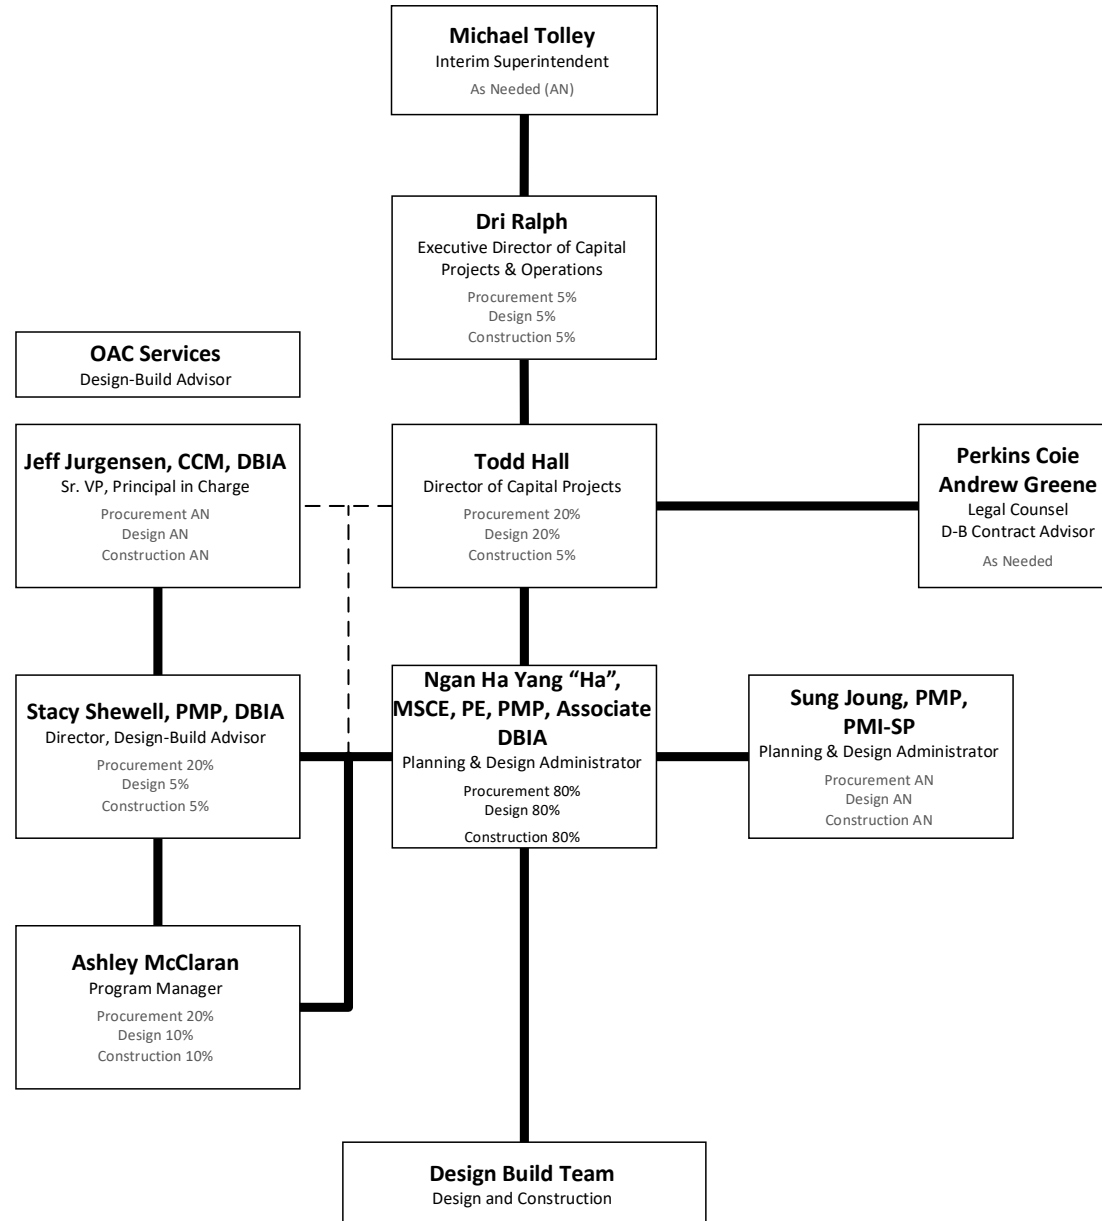 Michael Tolley
Interim Superintendent
As Needed (AN)
Dri Ralph
Executive Director of Capital
Projects & Operations
Procurement 5%
Design 5%
Construction 5%
OAC Services
Design-Build Advisor
Jeff Jurgensen, CCM, DBIA
Sr. VP, Principal in Charge
Procurement AN
Design AN
Construction AN
Todd Hall
Director of Capital Projects
Procurement 20%
Design 20%
Construction 5%
Perkins Coie
Andrew Greene
Legal Counsel
D-B Contract Advisor
As Needed
Stacy Shewell, PMP, DBIA
Director, Design-Build Advisor
Procurement 20%
Design 5%
Construction 5%
Ngan Ha Yang “Ha”,
MSCE, PE, PMP, Associate
DBIA
Planning & Design Administrator
Procurement 80%
Design 80%
Construction 80%
Sung Joung, PMP,
PMI-SP
Planning & Design Administrator
Procurement AN
Design AN
Construction AN
Ashley McClaran
Program Manager
Procurement 20%
Design 10%
Construction 10%
Design Build Team
Design and Construction